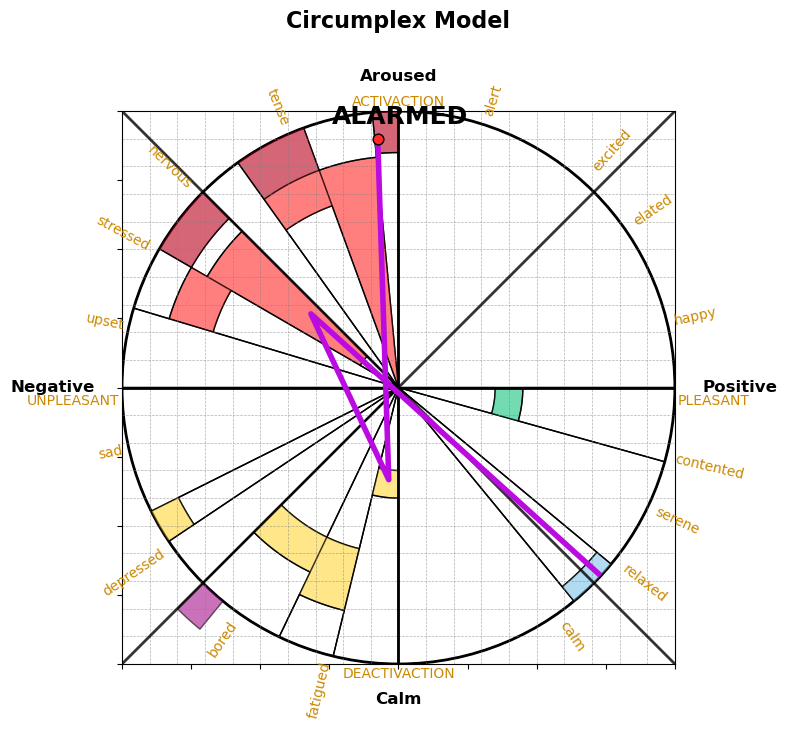 Circumplex Model
Aroused
ACTIVACTION
ALARMED
tense
alert
nervous
excited
stressed
elated
upset
happy
Negative
Positive
UNPLEASANT
PLEASANT
sad
contented
serene
depressed
relaxed
bored
calm
fatigued
DEACTIVACTION
Calm